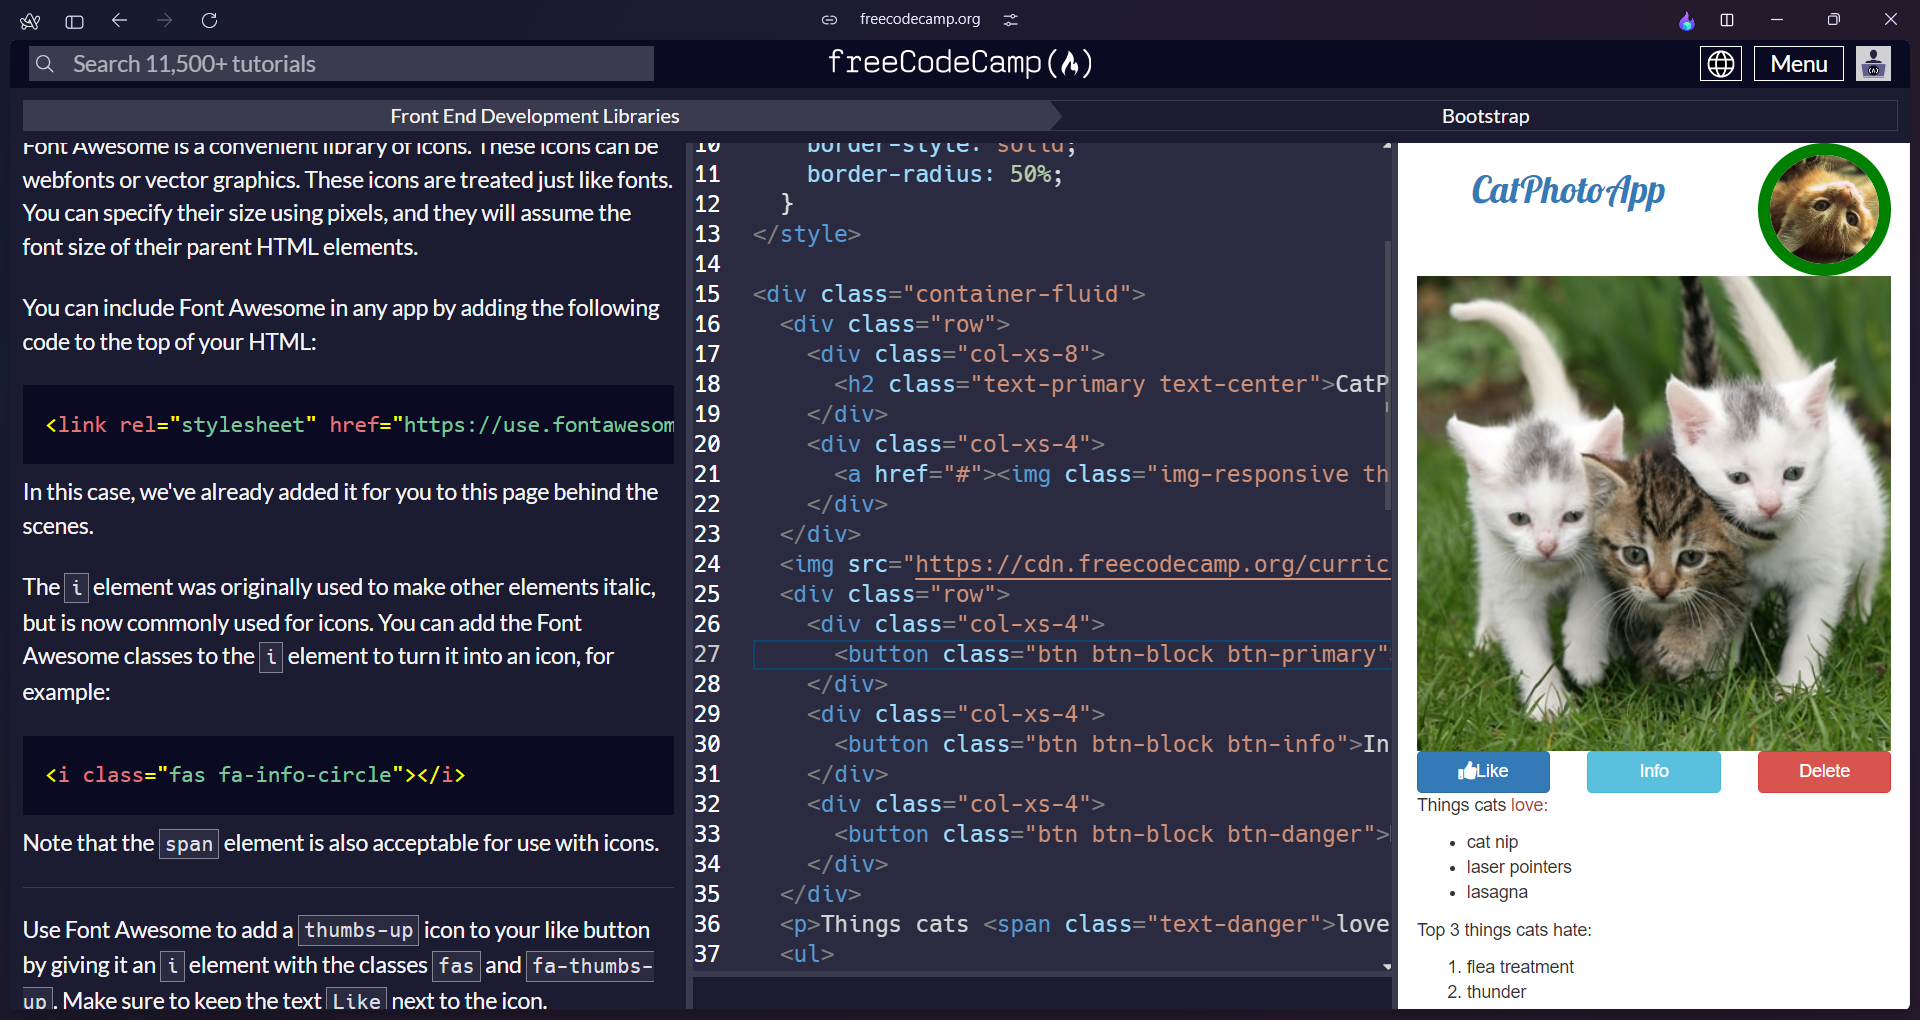 freecodecamp.org
Search 11,500+ tutorials
freeCodeCamp
Menu
Front End Development Libraries
Bootstrap
Font Awesome is a convenient library of icons. These icons can be
webfonts or vector graphics. These icons are treated just like fonts.
You can specify their size using pixels, and they will assume the
font size of their parent HTML elements.
You can include Font Awesome in any app by adding the following
code to the top of your HTML:
<link rel="stylesheet" href="https://use.fontawesom
In this case, we've already added it for you to this page behind the
scenes.
The i element was originally used to make other elements italic,
but is now commonly used for icons. You can add the Font
Awesome classes to the i element to turn it into an icon, for
example:
<i class="fas fa-info-circle"></i>
Note that the span element is also acceptable for use with icons.
Use Font Awesome to add a thumbs-up icon to your like button
by giving it an i element with the classes fas and fa-thumbs-
up. Make sure to keep the text Like next to the icon.
10 border-style: solid;
11 border-radius: 50%;
12 }
13 </style>
14
15 <div class="container-fluid">
16 <div class="row">
17 <div class="col-xs-8">
18 <h2 class="text-primary text-center">CatP
19 </div>
20 <div class="col-xs-4">
21 <a href="#"><img class="img-responsive th
22 </div>
23 </div>
24 <img src="https://cdn.freecodecamp.org/curric
25 <div class="row">
26 <div class="col-xs-4">
27 <button class="btn btn-block btn-primary">
28 </div>
29 <div class="col-xs-4">
30 <button class="btn btn-block btn-info">In
31 </div>
32 <div class="col-xs-4">
33 <button class="btn btn-block btn-danger">
34 </div>
35 </div>
36 <p>Things cats <span class="text-danger">love
37 <ul>
CatPhotoApp
Like
Info
Delete
Things cats love:
• cat nip
• laser pointers
• lasagna
Top 3 things cats hate:
1. flea treatment
2. thunder